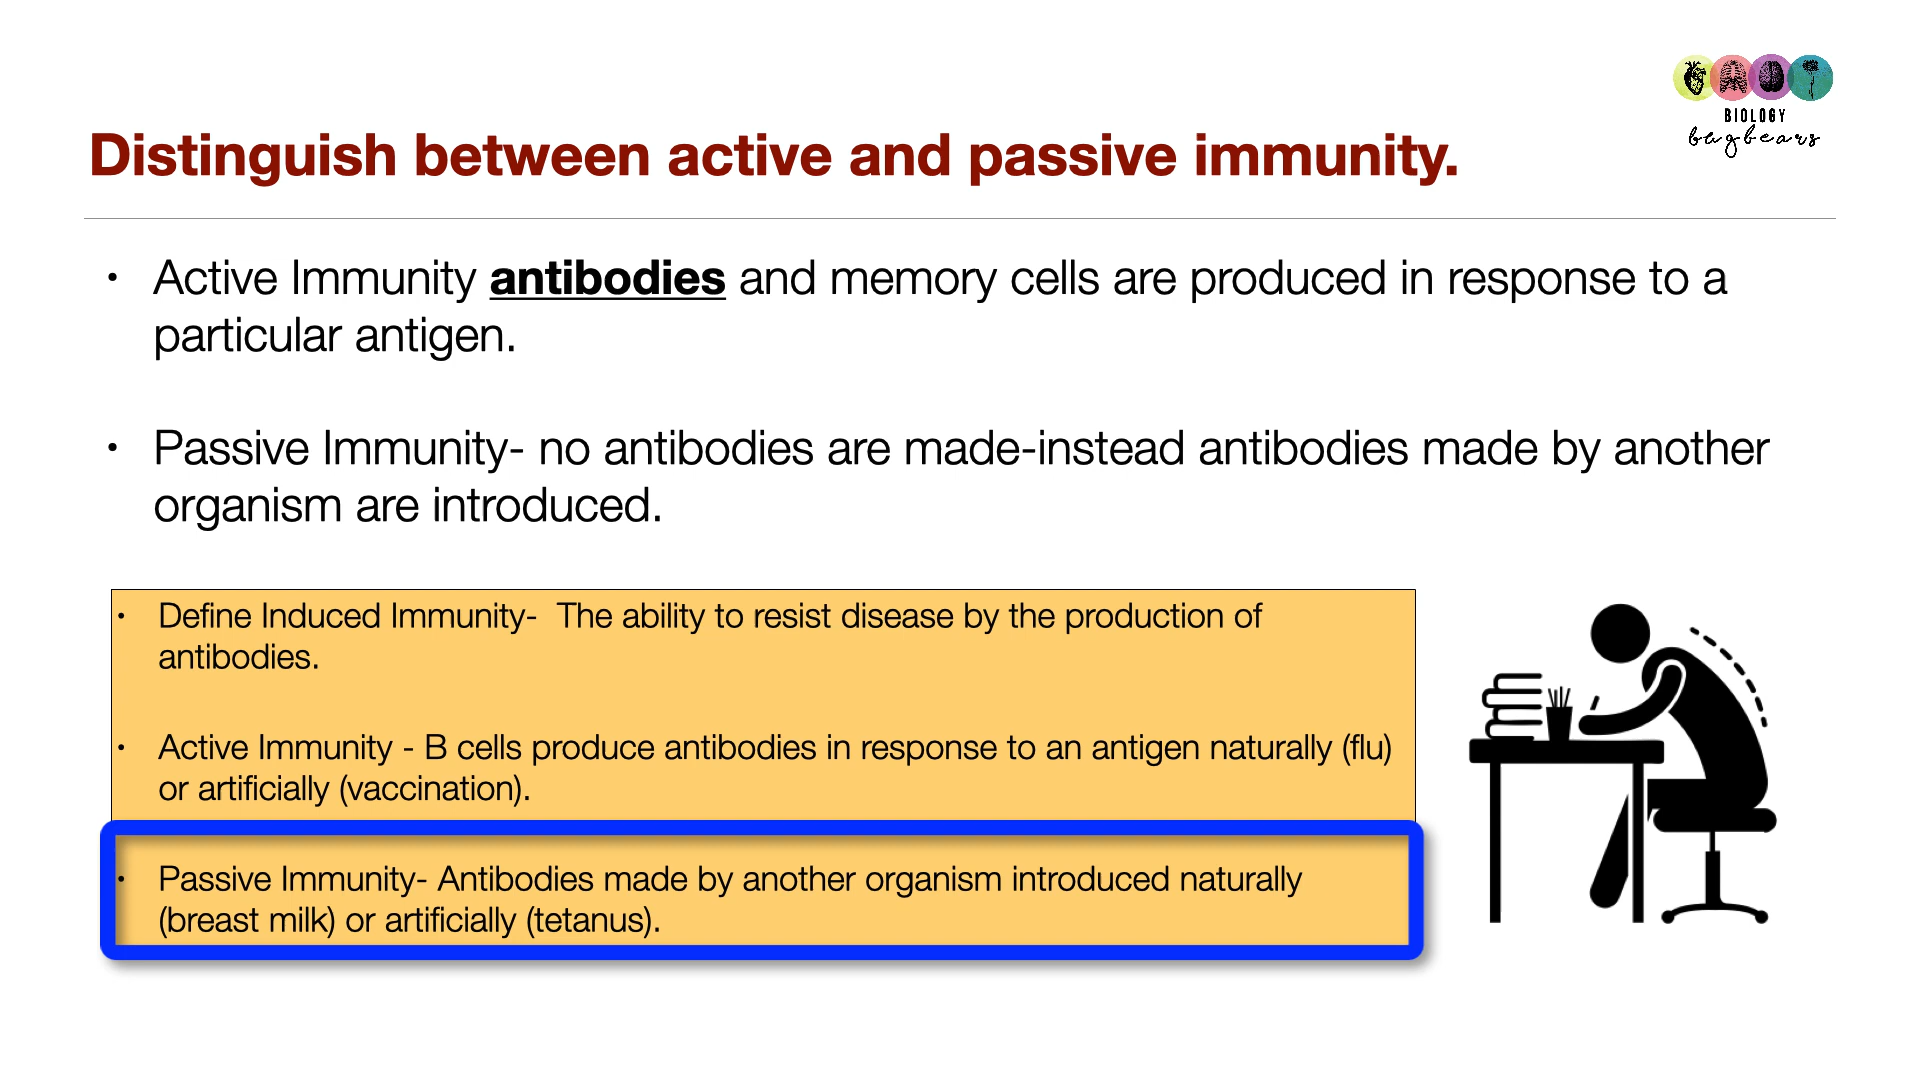 BIOLOGY
bugbears
Distinguish between active and passive immunity.
• Active Immunity antibodies and memory cells are produced in response to a
particular antigen.
• Passive Immunity- no antibodies are made-instead antibodies made by another
organism are introduced.
• Define Induced Immunity-  The ability to resist disease by the production of
antibodies.
• Active Immunity - B cells produce antibodies in response to an antigen naturally (flu)
or artificially (vaccination).
• Passive Immunity- Antibodies made by another organism introduced naturally
(breast milk) or artificially (tetanus).